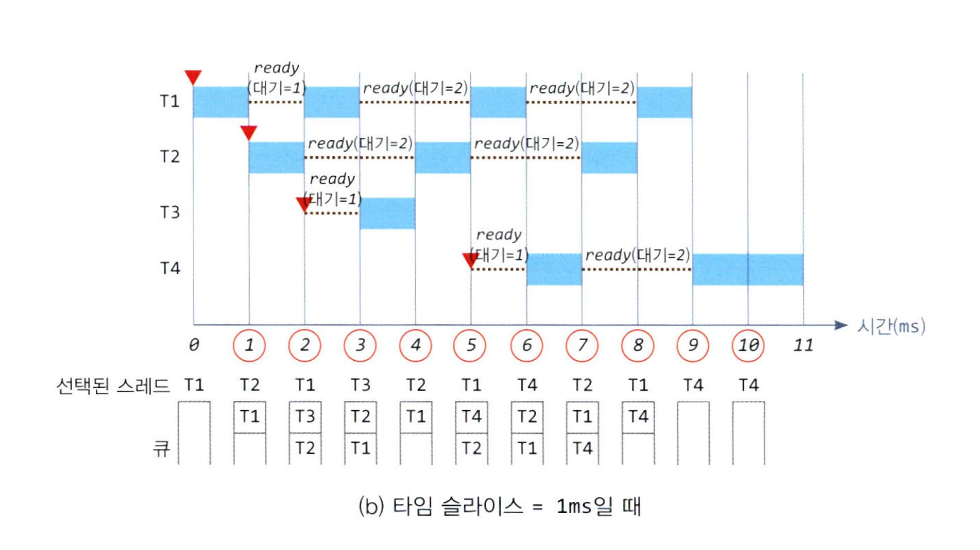 ready
T1 (대기=1) ready(대기=2) ready(대기=2)
T2 ready(대기=2) ready(대기=2)
ready
T3 (대기=1)
ready
T4 (대기=1) ready(대기=2)
시간(ms)
0 1 2 3 4 5 6 7 8 9 10 11
선택된 스레드 T1 T2 T1 T3 T2 T1 T4 T2 T1 T4 T4
T1 T3 T2 T1 T4 T2 T1 T4
큐 T2 T1 T2 T1 T4
(b) 타임 슬라이스 = 1ms일 때